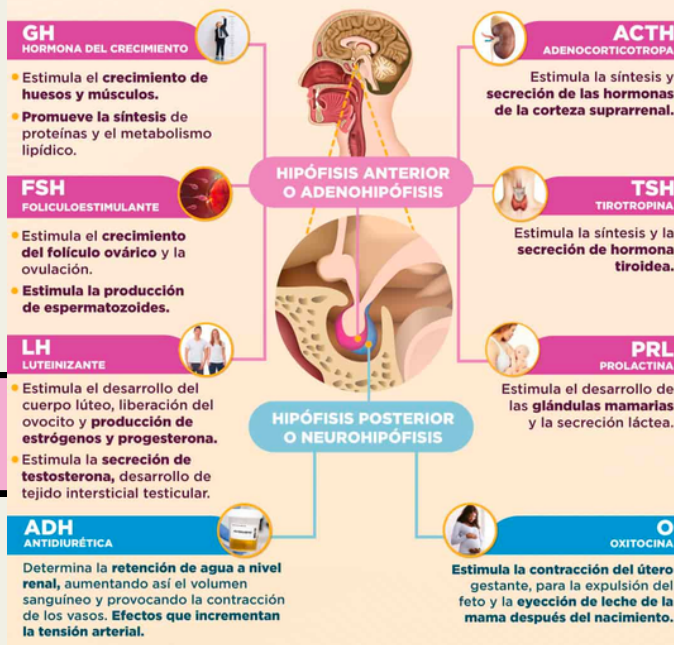 GH
HORMONA DEL CRECIMIENTO
Estimula el crecimiento de
huesos y músculos.
Promueve la síntesis de
proteínas y el metabolismo
lipídico.
FSH
FOLICULOESTIMULANTE
Estimula el crecimiento
del folículo ovárico y la
ovulación.
Estimula la producción
de espermatozoides.
LH
LUTEINIZANTE
Estimula el desarrollo del
cuerpo lúteo, liberación del
ovocito y producción de
estrógenos y progesterona.
Estimula la secreción de
testosterona, desarrollo de
tejido intersticial testicular.
HIPÓFISIS ANTERIOR
O ADENOHIPÓFISIS
ACTH
ADENOCORTICOTROPA
Estimula la síntesis y
secreción de las hormonas
de la corteza suprarrenal.
TSH
TIROTROPINA
Estimula la síntesis y la
secreción de hormona
tiroidea.
PRL
PROLACTINA
Estimula el desarrollo de
las glándulas mamarias
y la secreción láctea.
HIPÓFISIS POSTERIOR
O NEUROHIPÓFISIS
ADH
ANTIDIURÉTICA
Determina la retención de agua a nivel
renal, aumentando así el volumen
sanguíneo y provocando la contracción
de los vasos. Efectos que incrementan
la tensión arterial.
O
OXITOCINA
Estimula la contracción del útero
gestante, para la expulsión del
feto y la eyección de leche de la
mama después del nacimiento.